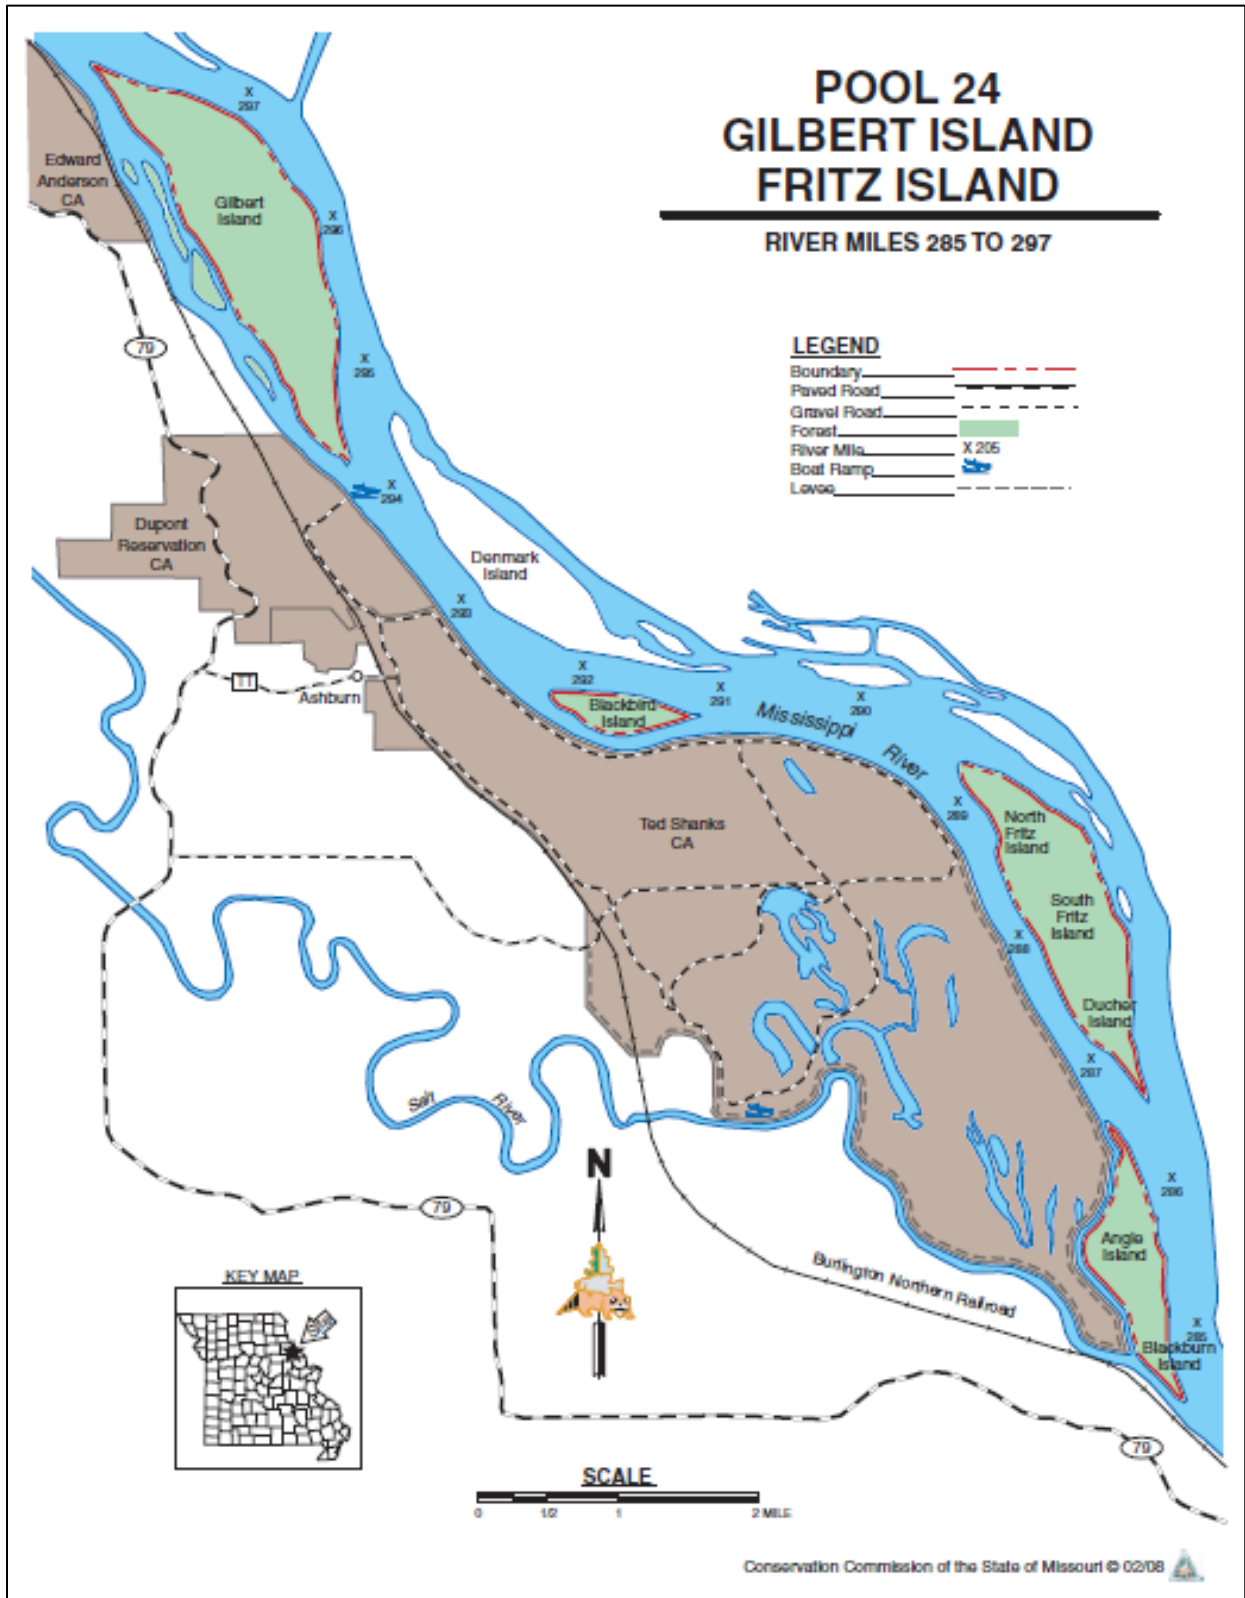 POOL 24
GILBERT ISLAND
FRITZ ISLAND
RIVER MILES 285 TO 297
LEGEND
Boundary
Paved Road
Gravel Road
Forest
River Mile X 205
Boat Ramp
Levee
X
297
Edward
Anderson
CA
Gilbert
Island
X
296
79
X
295
X
294
Dupont
Reservation
CA
Denmark
Island
X
293
TT
Ashburn
X
292
X
291
X
290
Blackbird
Island
Mississippi
River
X
289
North
Fritz
Island
Ted Shanks
CA
South
Fritz
Island
X
288
Ducher
Island
X
287
Salt
River
N
X
286
79
Angle
Island
Burlington Northern Railroad
X
285
Blackburn
Island
KEY MAP
79
SCALE
0 1/2 1 2 MILE
Conservation Commission of the State of Missouri © 02/08